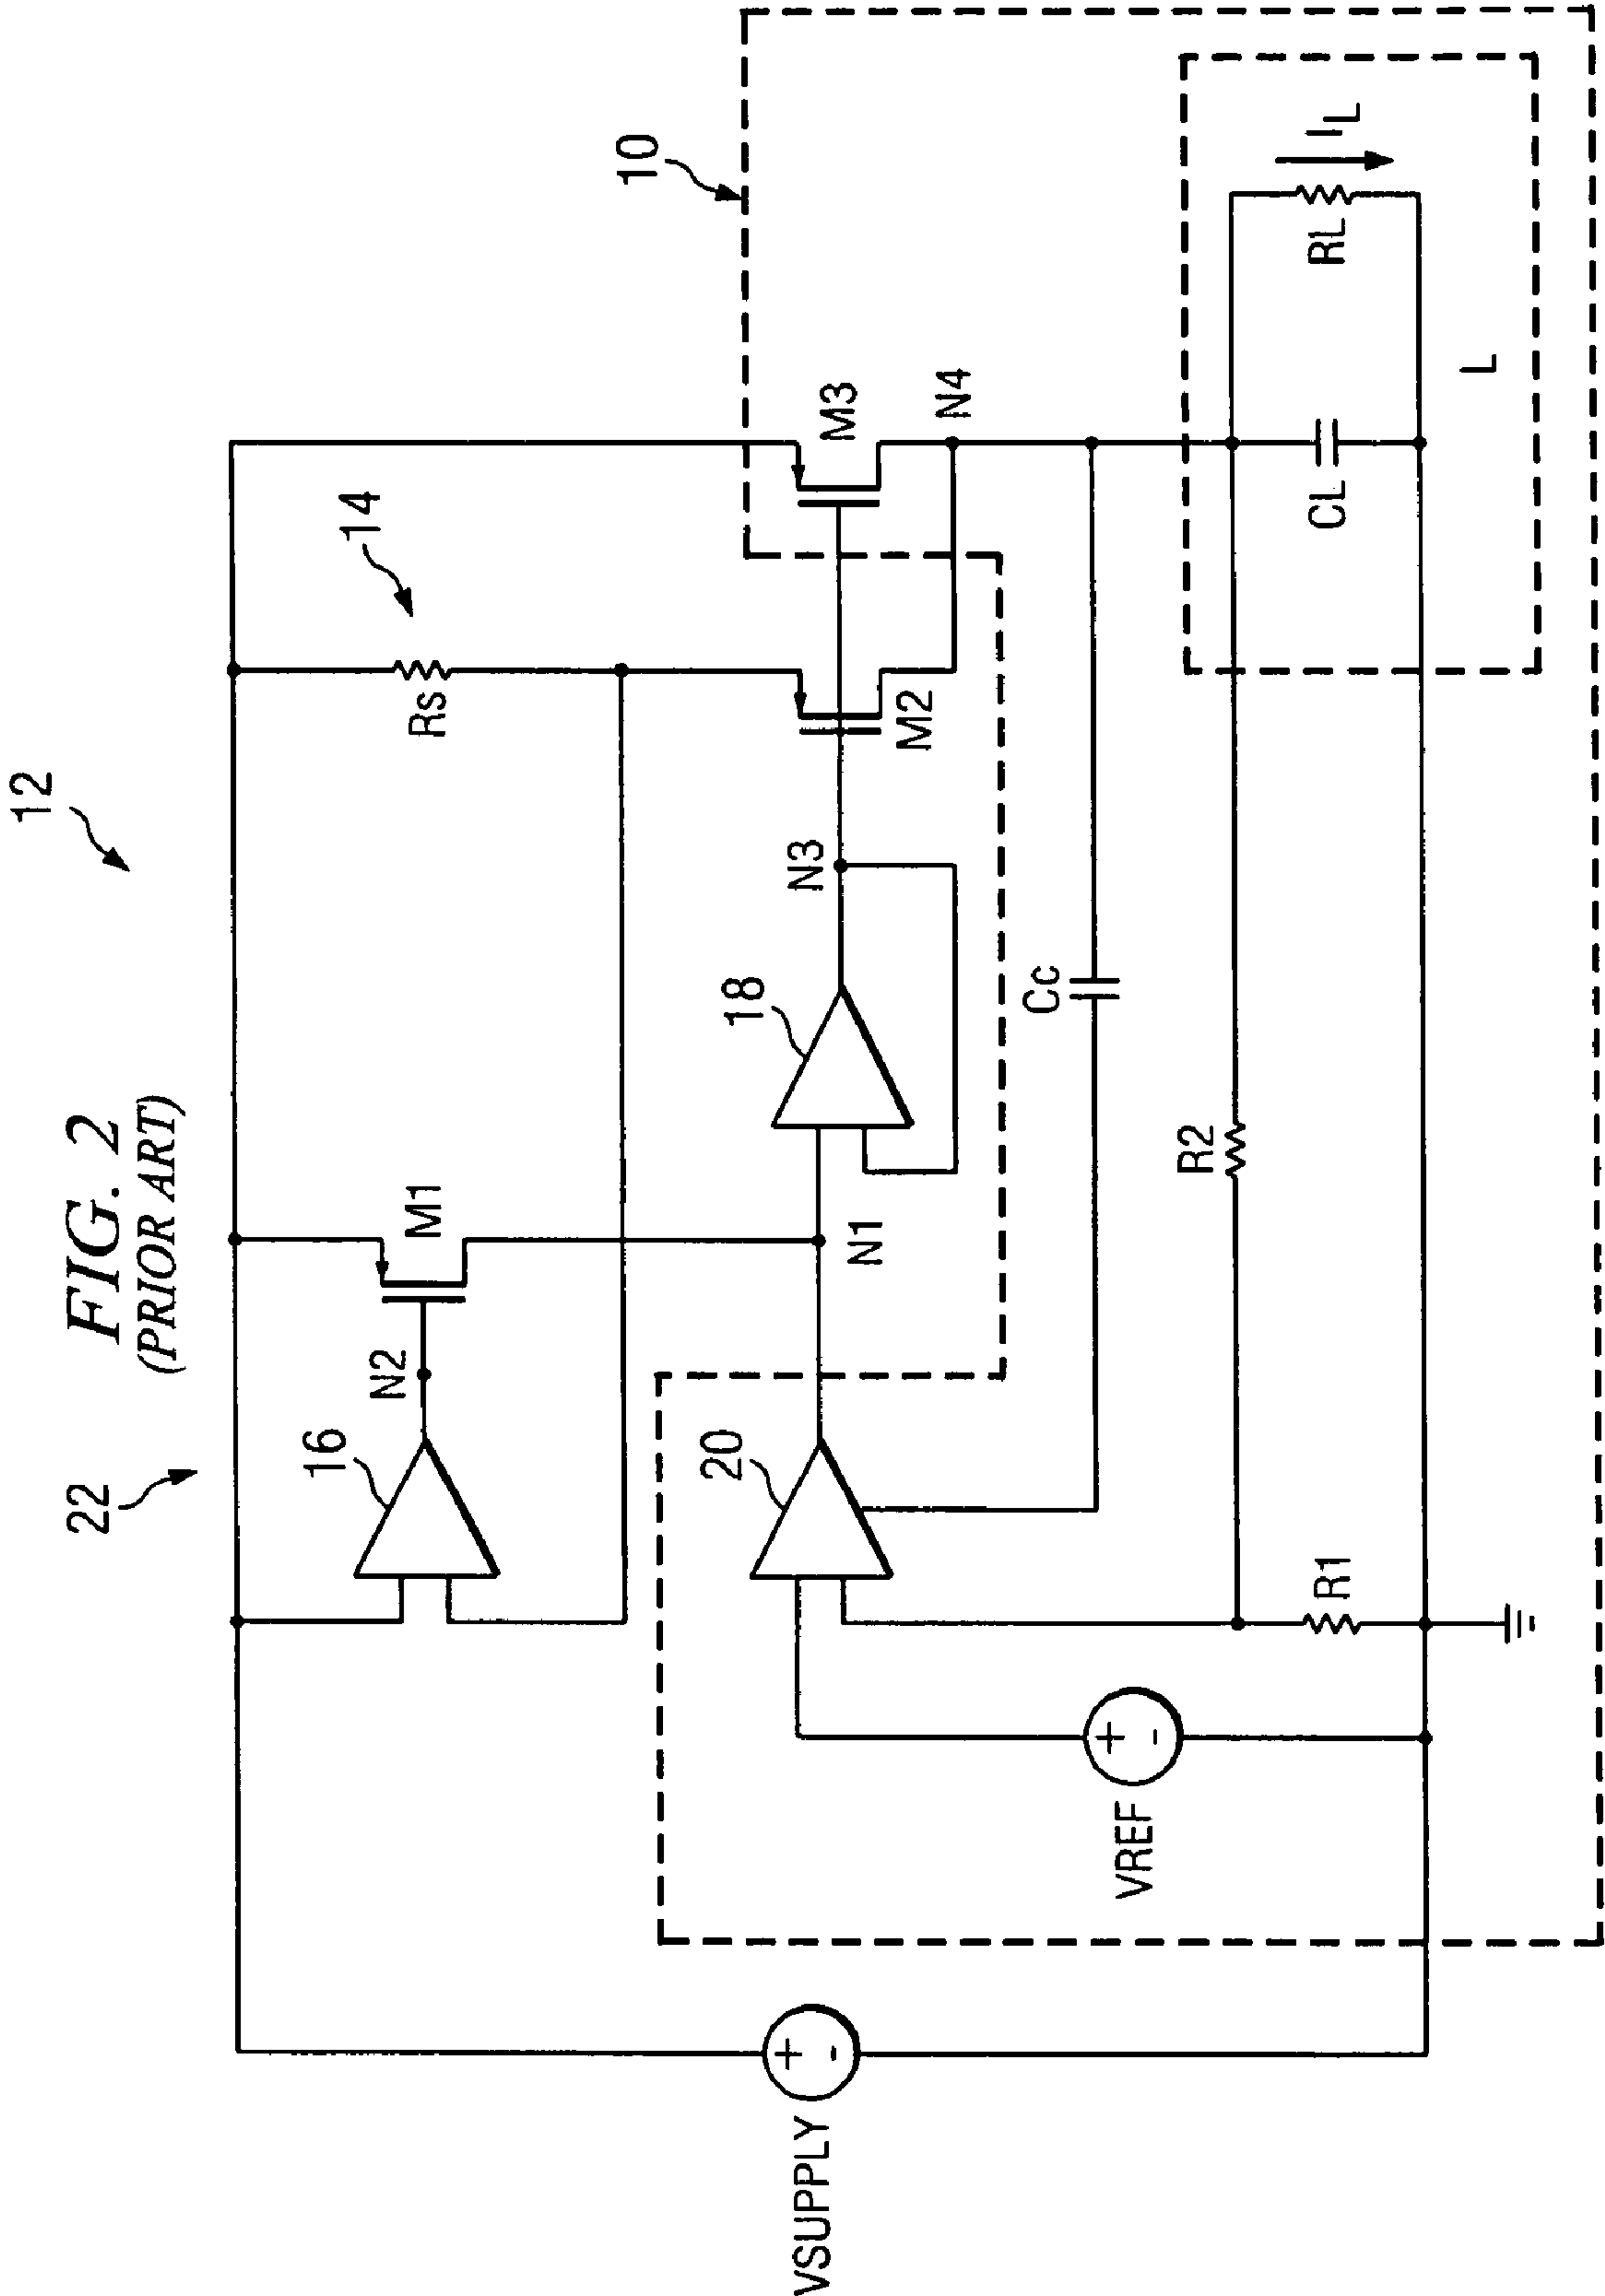 FIG. 2
(PRIOR ART)
12
22
14
10
16
N2
M1
Rs
20
18
N1
N3
M2
M3
N4
Cc
R2
R1
VREF
VSUPPLY
CL
RL
IL
L
+
-
+
-